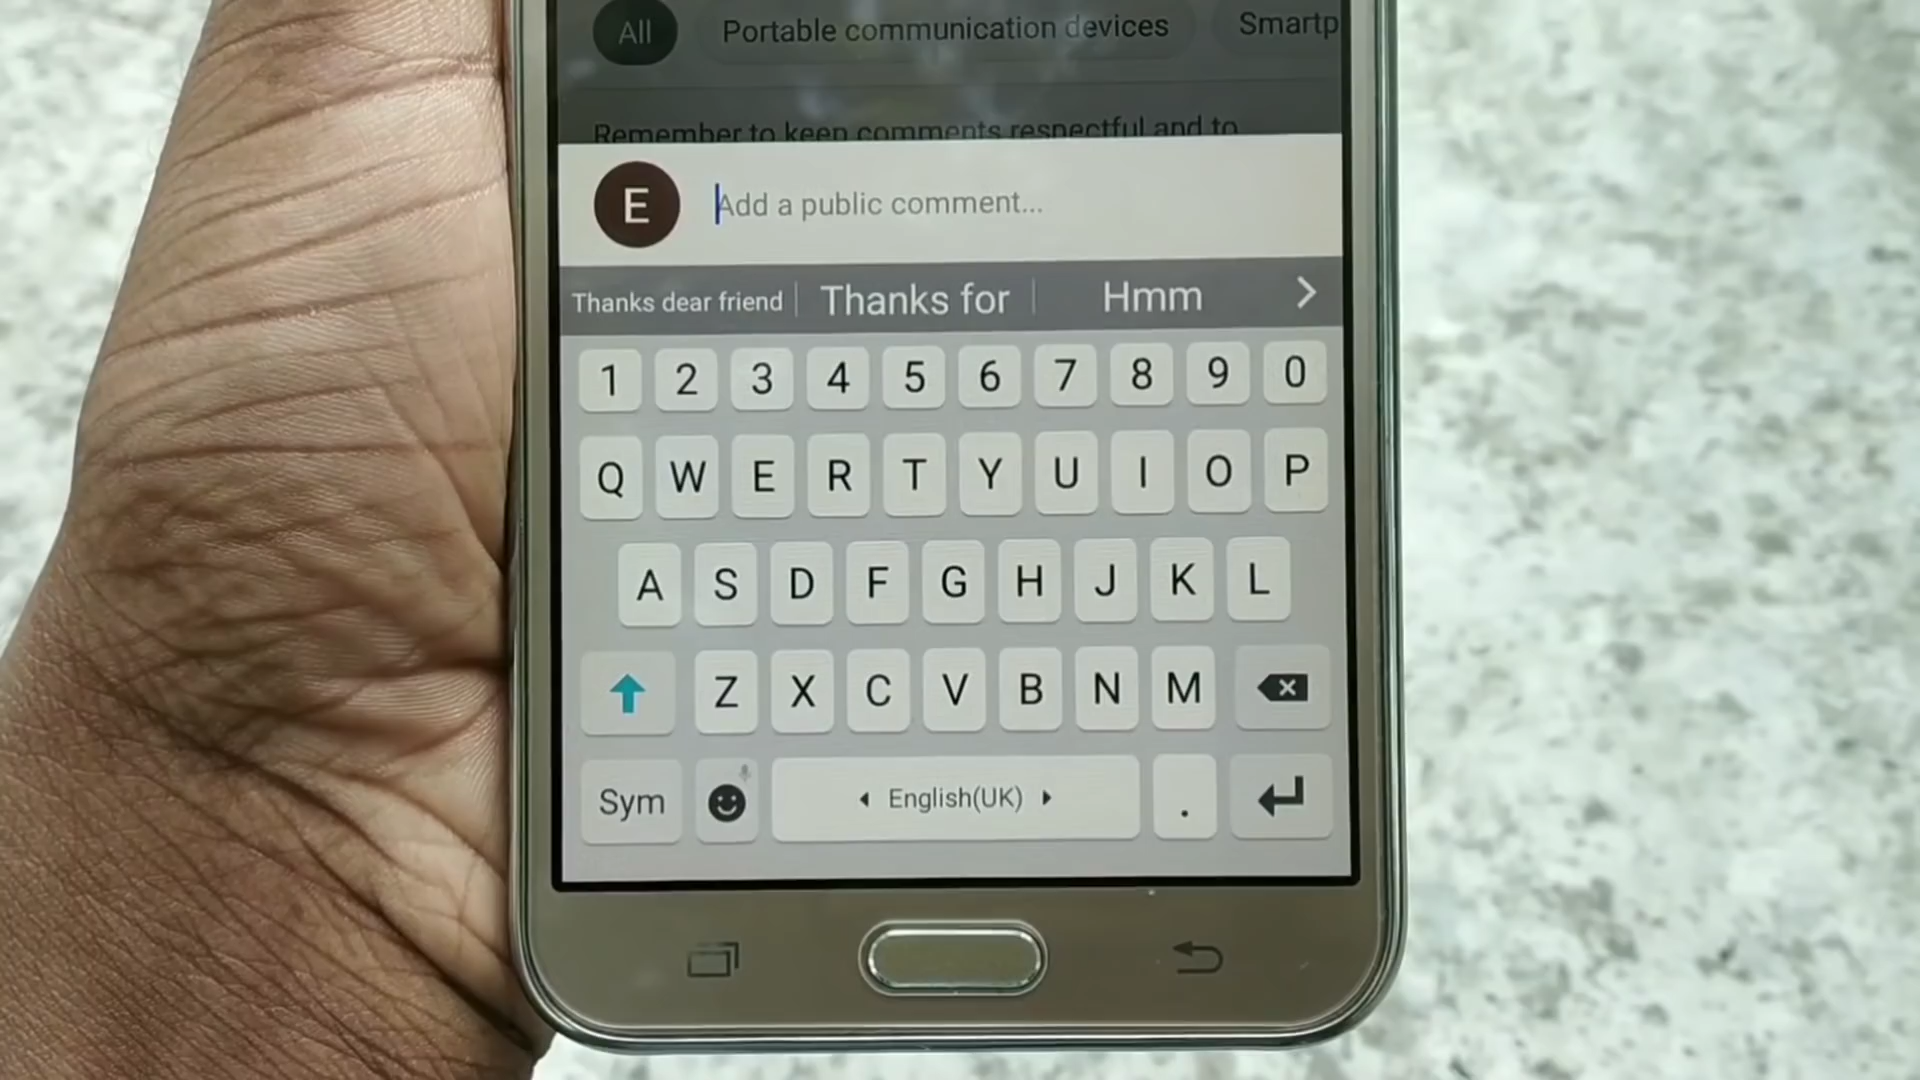 All Portable communication devices Smartp
Remember to keep comments respectful and to
E Add a public comment...
Thanks dear friend Thanks for Hmm
1 2 3 4 5 6 7 8 9 0
Q W E R T Y U I O P
A S D F G H J K L
Z X C V B N M
Sym English(UK) .